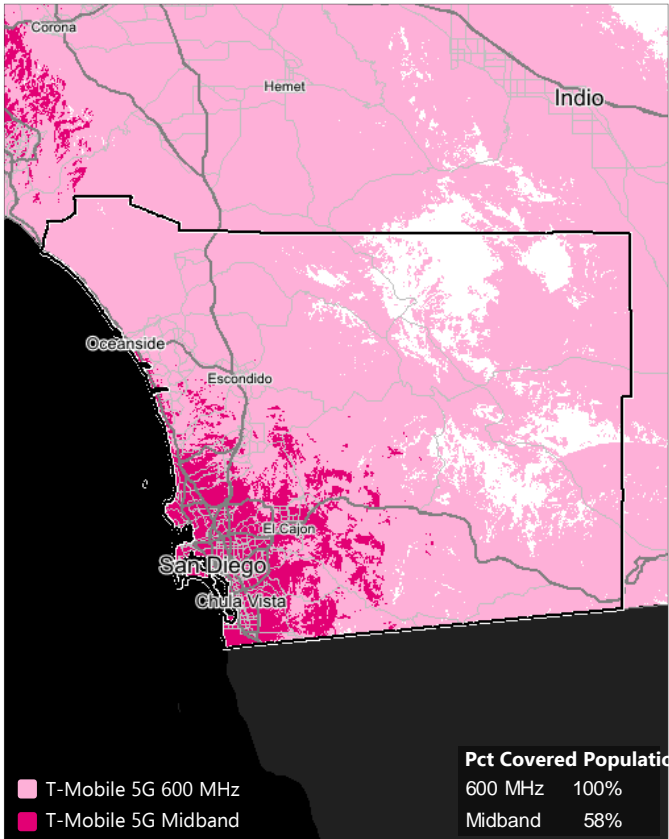 Corona
Hemet
Indio
Oceanside
Escondido
El Cajon
San Diego
Chula Vista
T-Mobile 5G 600 MHz
T-Mobile 5G Midband
Pct Covered Populatio
600 MHz 100%
Midband 58%